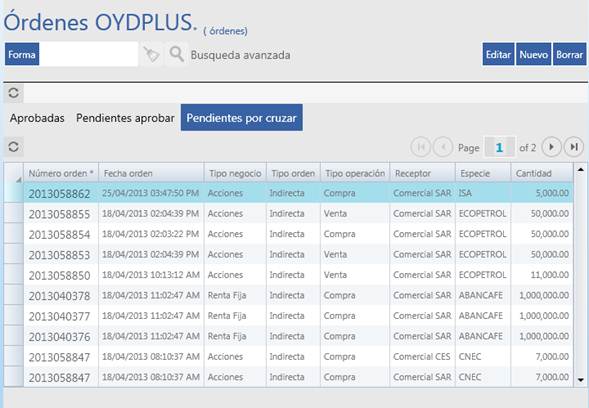 Órdenes OYDPLUS. ( órdenes)
Forma Busqueda avanzada Editar Nuevo Borrar
Aprobadas Pendientes aprobar Pendientes por cruzar
Page 1 of 2
Número orden * Fecha orden Tipo negocio Tipo orden Tipo operación Receptor Especie Cantidad
2013058862 25/04/2013 03:47:50 PM Acciones Indirecta Compra Comercial SAR ISA 5,000.00
2013058855 18/04/2013 02:04:39 PM Acciones Indirecta Venta Comercial SAR ECOPETROL 50,000.00
2013058854 18/04/2013 02:03:22 PM Acciones Indirecta Compra Comercial SAR ECOPETROL 50,000.00
2013058853 18/04/2013 02:04:39 PM Acciones Indirecta Venta Comercial SAR ECOPETROL 50,000.00
2013058850 18/04/2013 10:13:12 AM Acciones Indirecta Venta Comercial SAR ECOPETROL 11,000.00
2013040378 18/04/2013 11:02:47 AM Renta Fija Indirecta Compra Comercial SAR ABANCAFE 1,000,000.00
2013040377 18/04/2013 11:02:47 AM Renta Fija Indirecta Compra Comercial SAR ABANCAFE 1,000,000.00
2013040376 18/04/2013 11:02:47 AM Renta Fija Indirecta Compra Comercial SAR ABANCAFE 1,000,000.00
2013058847 18/04/2013 08:10:37 AM Acciones Indirecta Compra Comercial CES CNEC 7,000.00
2013058847 18/04/2013 08:10:37 AM Acciones Indirecta Compra Comercial SAR CNEC 7,000.00